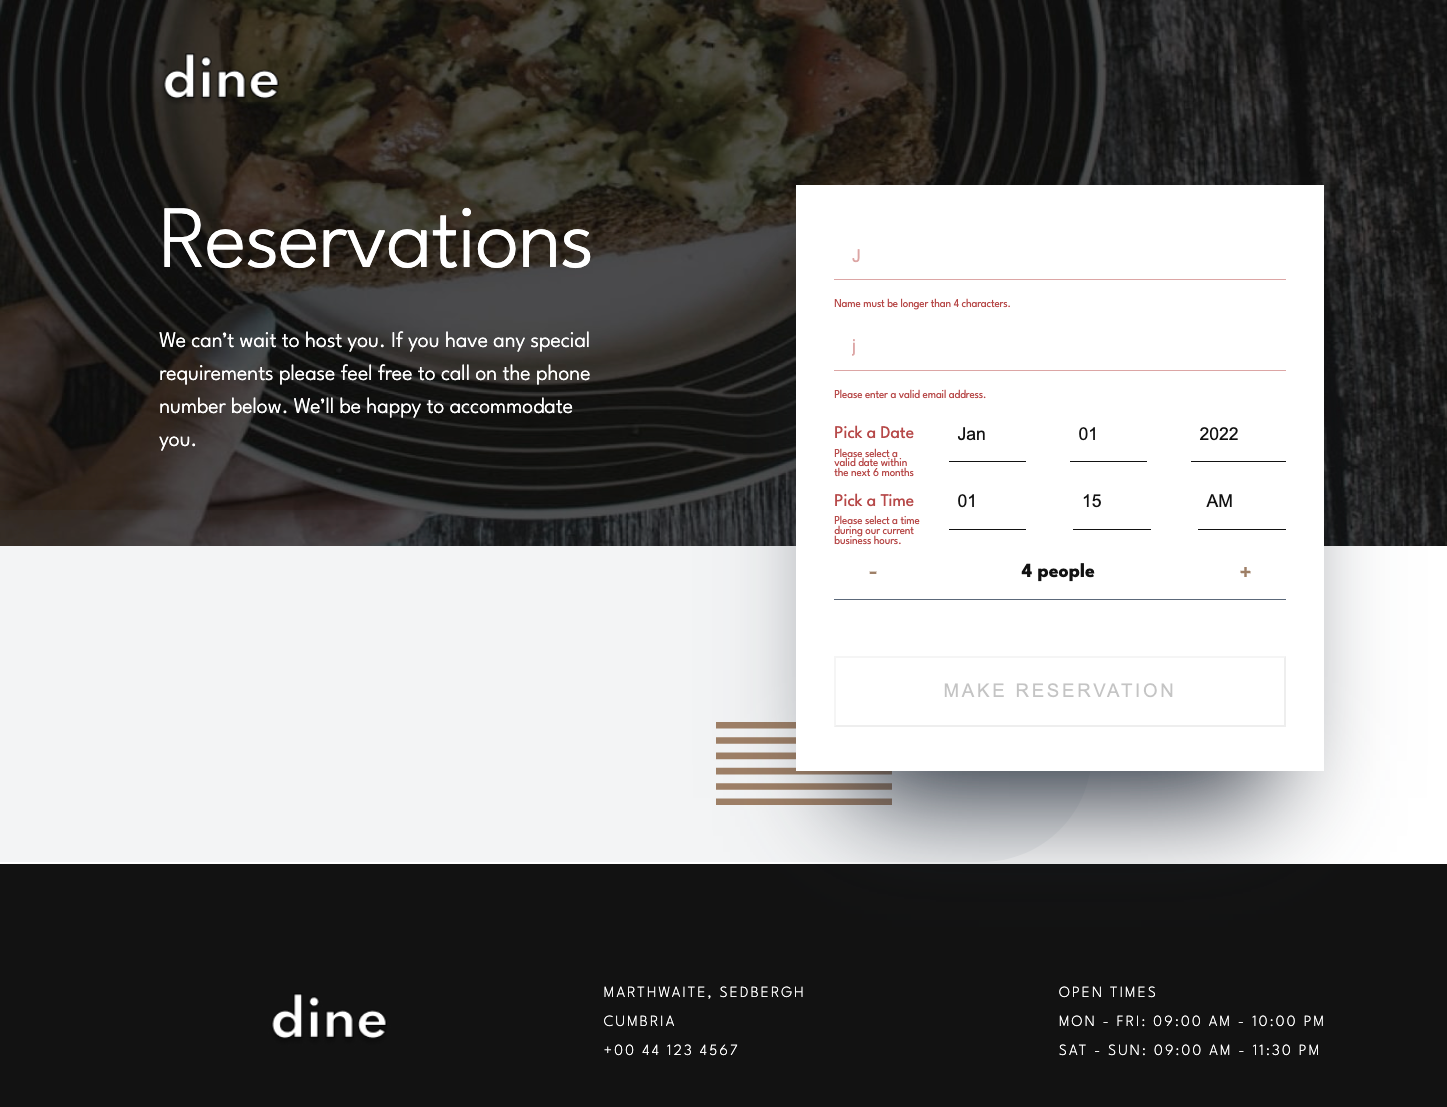 dine
Reservations
We can’t wait to host you. If you have any special
requirements please feel free to call on the phone
number below. We’ll be happy to accommodate
you.
J
Name must be longer than 4 characters.
j
Please enter a valid email address.
Pick a Date
Please select a
valid date within
the next 6 months
Jan 01 2022
Pick a Time
Please select a time
during our current
business hours.
01 15 AM
- 4 people +
MAKE RESERVATION
dine
MARTHWAITE, SEDBERGH
CUMBRIA
+00 44 123 4567
OPEN TIMES
MON - FRI: 09:00 AM - 10:00 PM
SAT - SUN: 09:00 AM - 11:30 PM